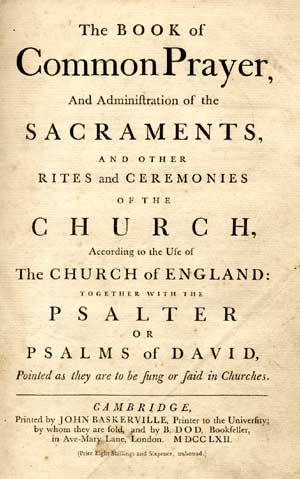 The BOOK of
Common Prayer,
And Adminiſtration of the
SACRAMENTS,
AND OTHER
RITES and CEREMONIES
OF THE
CHURCH,
According to the Uſe of
The CHURCH of ENGLAND:
TOGETHER WITH THE
PSALTER
OR
PSALMS of DAVID,
Pointed as they are to be ſung or ſaid in Churches.
CAMBRIDGE,
Printed by JOHN BASKERVILLE, Printer to the Univerſity;
by whom they are ſold, and by B. DOD, Bookſeller,
in Ave-Mary Lane, London. MDCCLXII.
(Price Eight Shillings and Sixpence, unbound.)